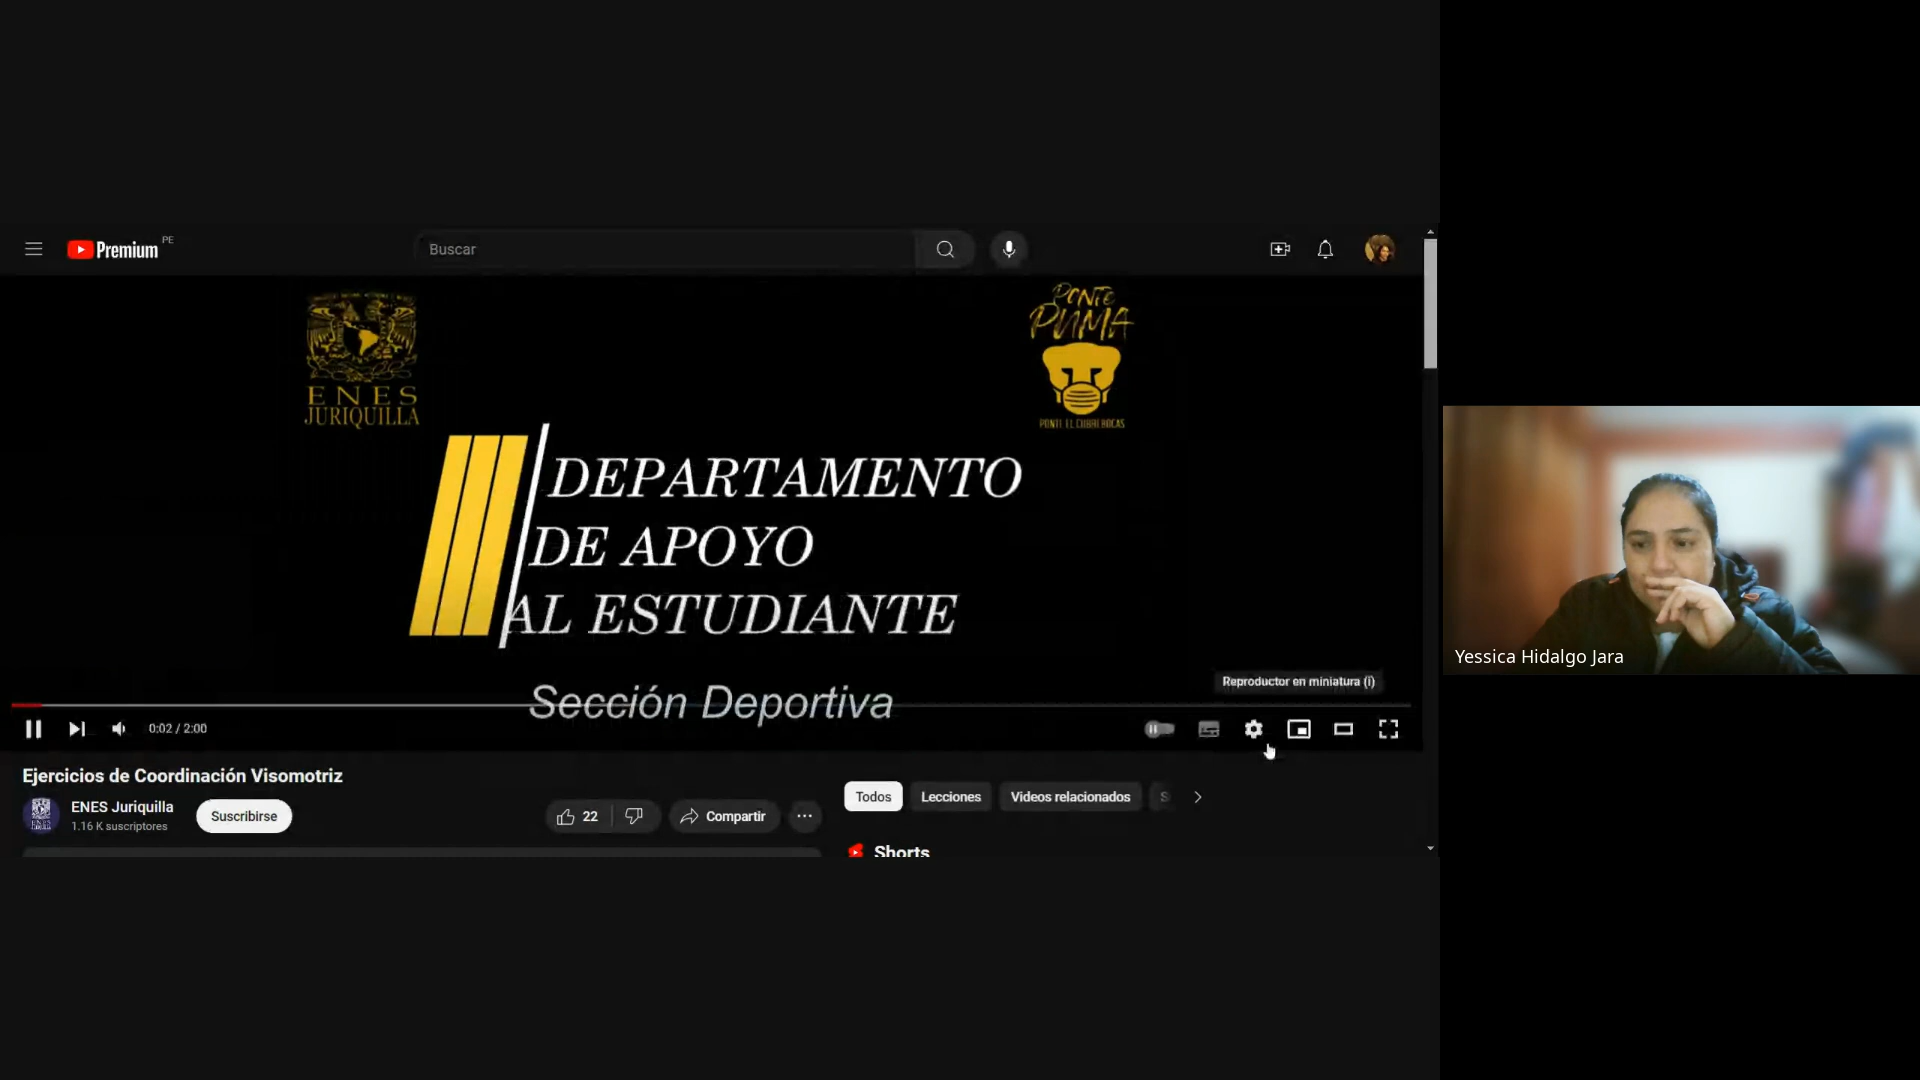 Premium PE
Buscar
ENES
JURIQUILLA
PONTE
PUMA
PONTE EL CUBREBOCAS
DEPARTAMENTO
DE APOYO
AL ESTUDIANTE
Sección Deportiva
Reproductor en miniatura (i)
0:02 / 2:00
Ejercicios de Coordinación Visomotriz
ENES Juriquilla
1.16 K suscriptores
Suscribirse
22
Compartir
Todos
Lecciones
Videos relacionados
Shorts
Yessica Hidalgo Jara